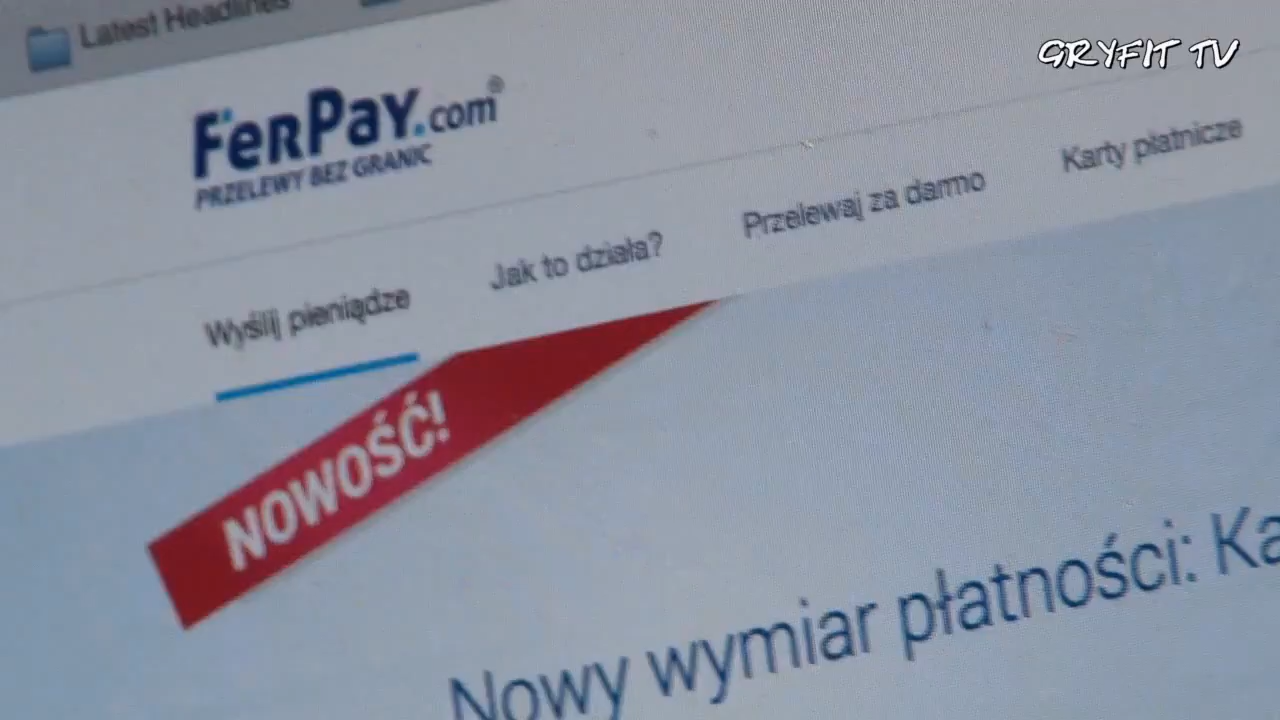 Latest Headlines
GRYFIT TV
FerPay.com®
PRZELEWY BEZ GRANIC
Wyślij pieniądze
Jak to działa?
Przelewaj za darmo
Karty płatnicze
NOWOŚĆ!
Nowy wymiar płatności: Ka